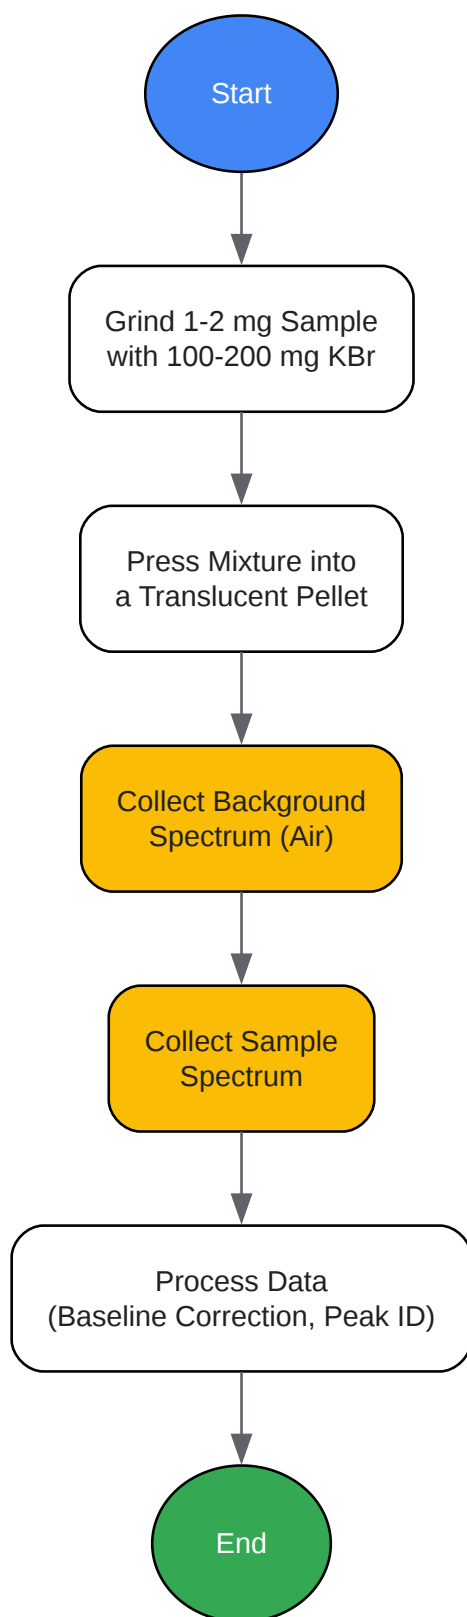 Start
Grind 1-2 mg Sample
with 100-200 mg KBr
Press Mixture into
a Translucent Pellet
Collect Background
Spectrum (Air)
Collect Sample
Spectrum
Process Data
(Baseline Correction, Peak ID)
End